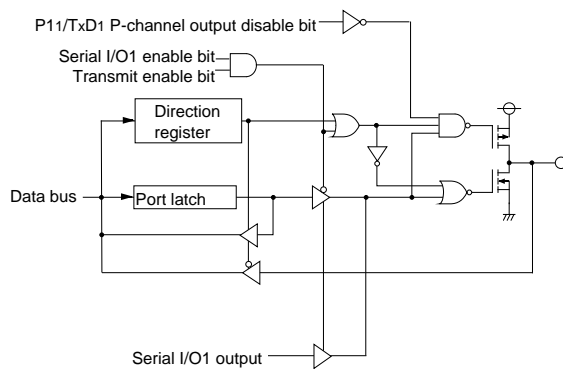 P11/TxD1 P-channel output disable bit
Serial I/O1 enable bit
Transmit enable bit
Direction
register
Data bus
Port latch
Serial I/O1 output